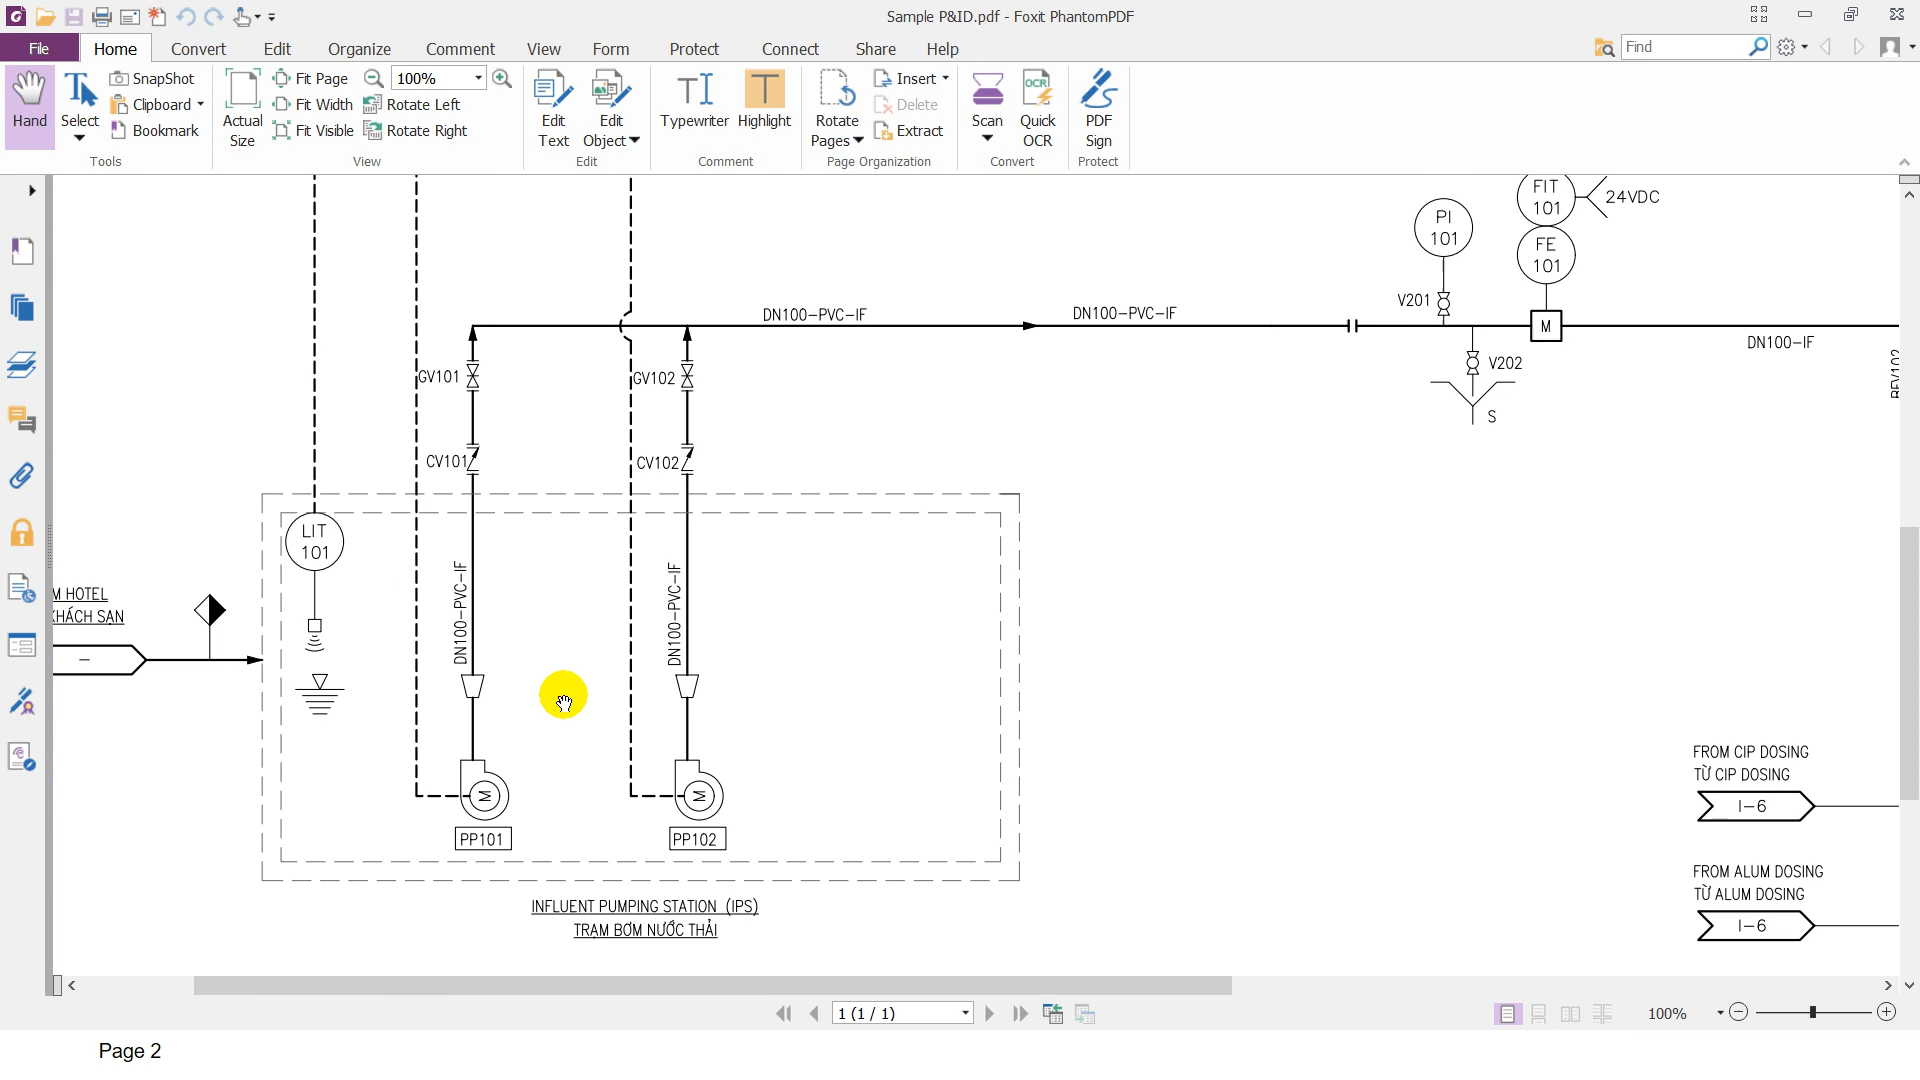 Sample P&ID.pdf - Foxit PhantomPDF
File
Home
Convert
Edit
Organize
Comment
View
Form
Protect
Connect
Share
Help
Find
Hand
Select
SnapShot
Clipboard
Bookmark
Tools
Actual
Size
Fit Page
Fit Width
Fit Visible
100%
Rotate Left
Rotate Right
View
Edit
Text
Edit
Object
Edit
Typewriter
Highlight
Comment
Rotate
Pages
Insert
Delete
Extract
Page Organization
Scan
Quick
OCR
OCR
Convert
PDF
Sign
Protect
FIT
101
24VDC
PI
101
FE
101
V201
DN100-PVC-IF
DN100-PVC-IF
M
DN100-IF
BFV102
GV101
GV102
V202
S
CV101
CV102
LIT
101
DN100-PVC-IF
DN100-PVC-IF
M HOTEL
KHÁCH SẠN
–
M
M
PP101
PP102
INFLUENT PUMPING STATION (IPS)
TRẠM BƠM NƯỚC THẢI
FROM CIP DOSING
TỪ CIP DOSING
I-6
FROM ALUM DOSING
TỪ ALUM DOSING
I-6
1 (1 / 1)
100%
Page 2